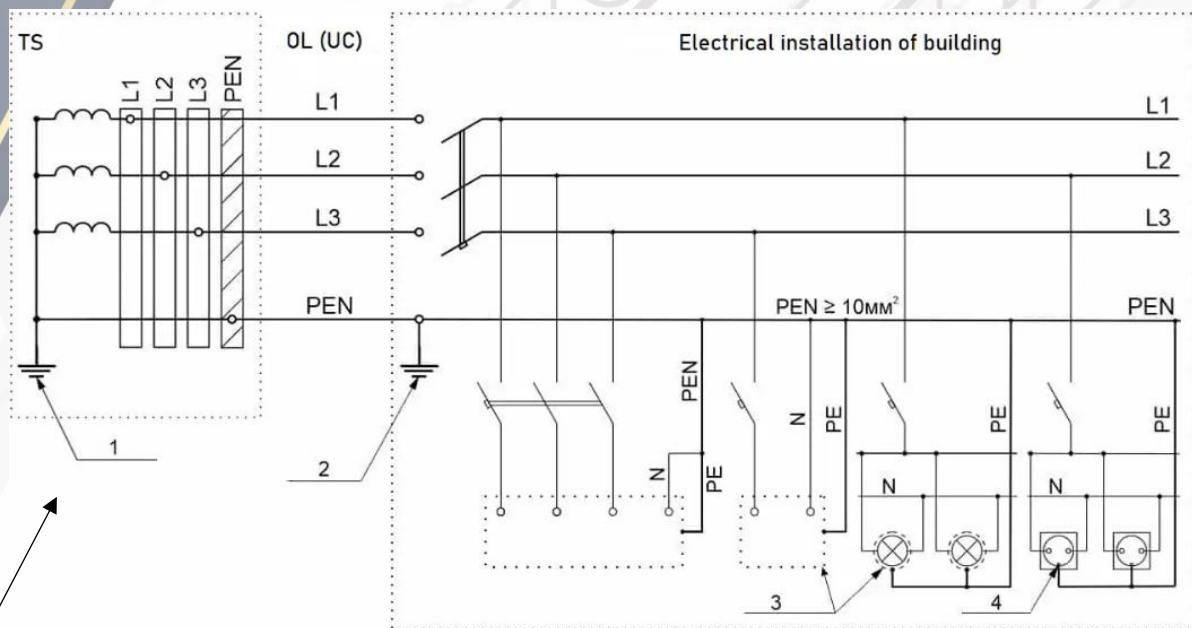 TS
OL (UC)
Electrical installation of building
L1
L2
L3
PEN
L1
L1
L2
L2
L3
L3
PEN
PEN ≥ 10мм²
PEN
PEN
N
PE
N
PE
N
PE
N
PE
1
2
3
4